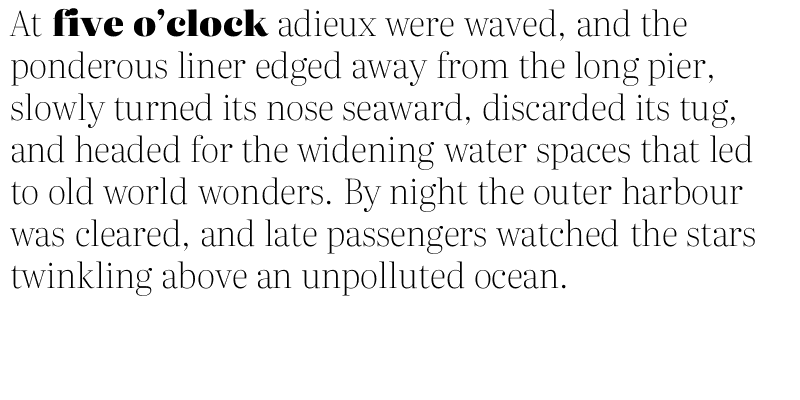 At five o’clock adieux were waved, and the
ponderous liner edged away from the long pier,
slowly turned its nose seaward, discarded its tug,
and headed for the widening water spaces that led
to old world wonders. By night the outer harbour
was cleared, and late passengers watched the stars
twinkling above an unpolluted ocean.